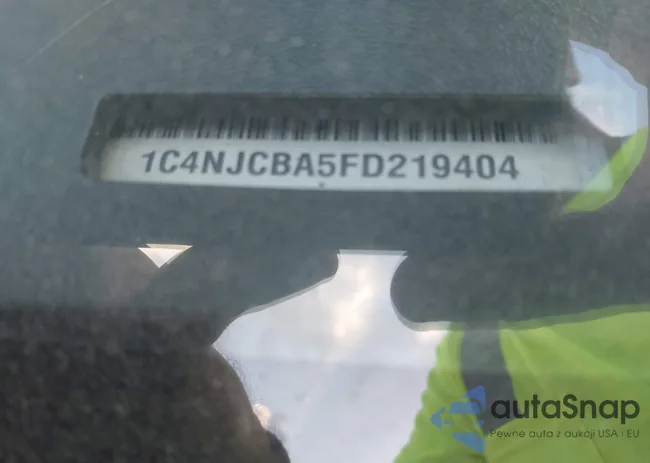 1C4NJCBA5FD219404
autaSnap
Pewne auta z aukcji USA i EU